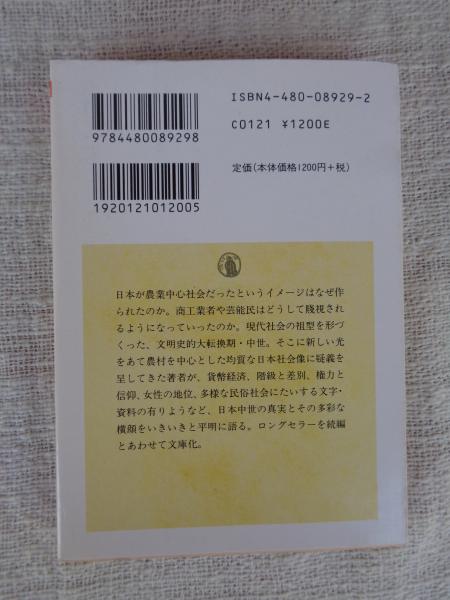 ISBN4-480-08929-2
C0121 ¥1200E
9784480089298
定価(本体価格1200円+税)
1920121012005
日本が農業中心社会だったというイメージはなぜ作
られたのか。商工業者や芸能民はどうして賤視され
るようになっていったのか。現代社会の祖型を形づ
くった、文明史的大転換期・中世。そこに新しい光
をあて農村を中心とした均質な日本社会像に疑義を
呈してきた著者が、貨幣経済、階級と差別、権力と
信仰、女性の地位、多様な民俗社会にたいする文字・
資料の有りようなど、日本中世の真実とその多彩な
横顔をいきいきと平明に語る。ロングセラーを続編
とあわせて文庫化。